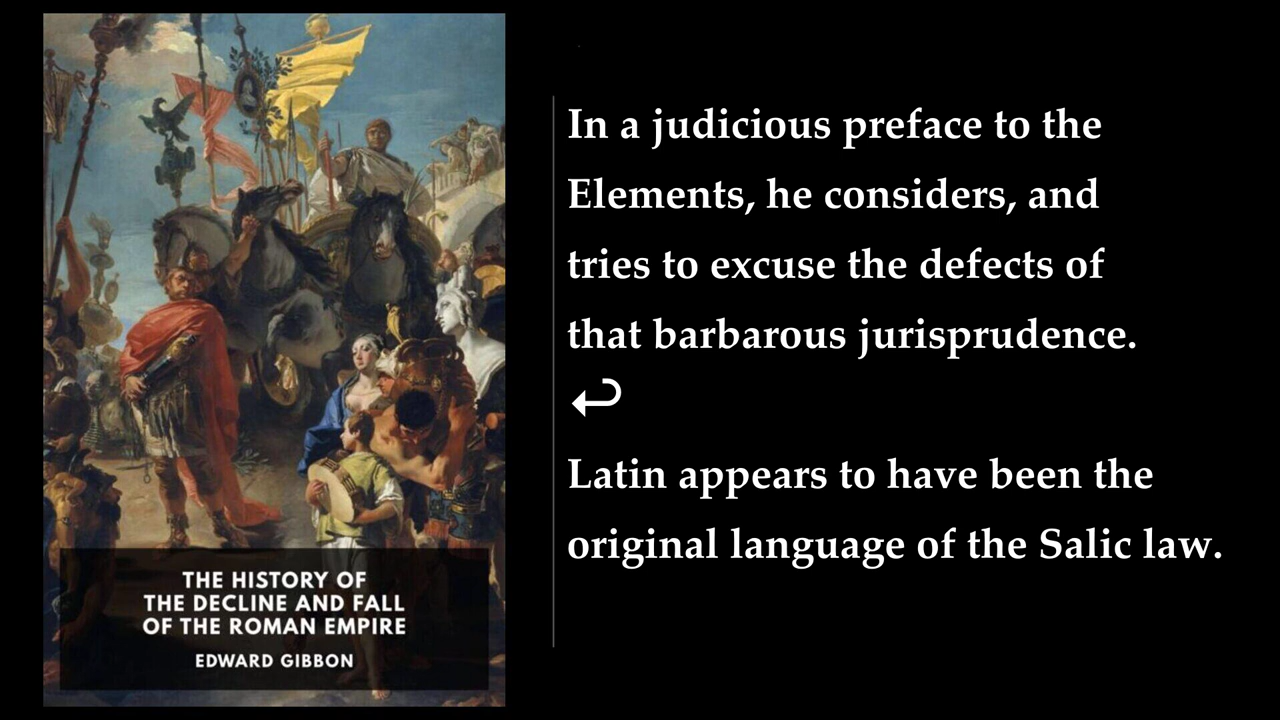 THE HISTORY OF
THE DECLINE AND FALL
OF THE ROMAN EMPIRE
EDWARD GIBBON
In a judicious preface to the
Elements, he considers, and
tries to excuse the defects of
that barbarous jurisprudence.
↩
Latin appears to have been the
original language of the Salic law.